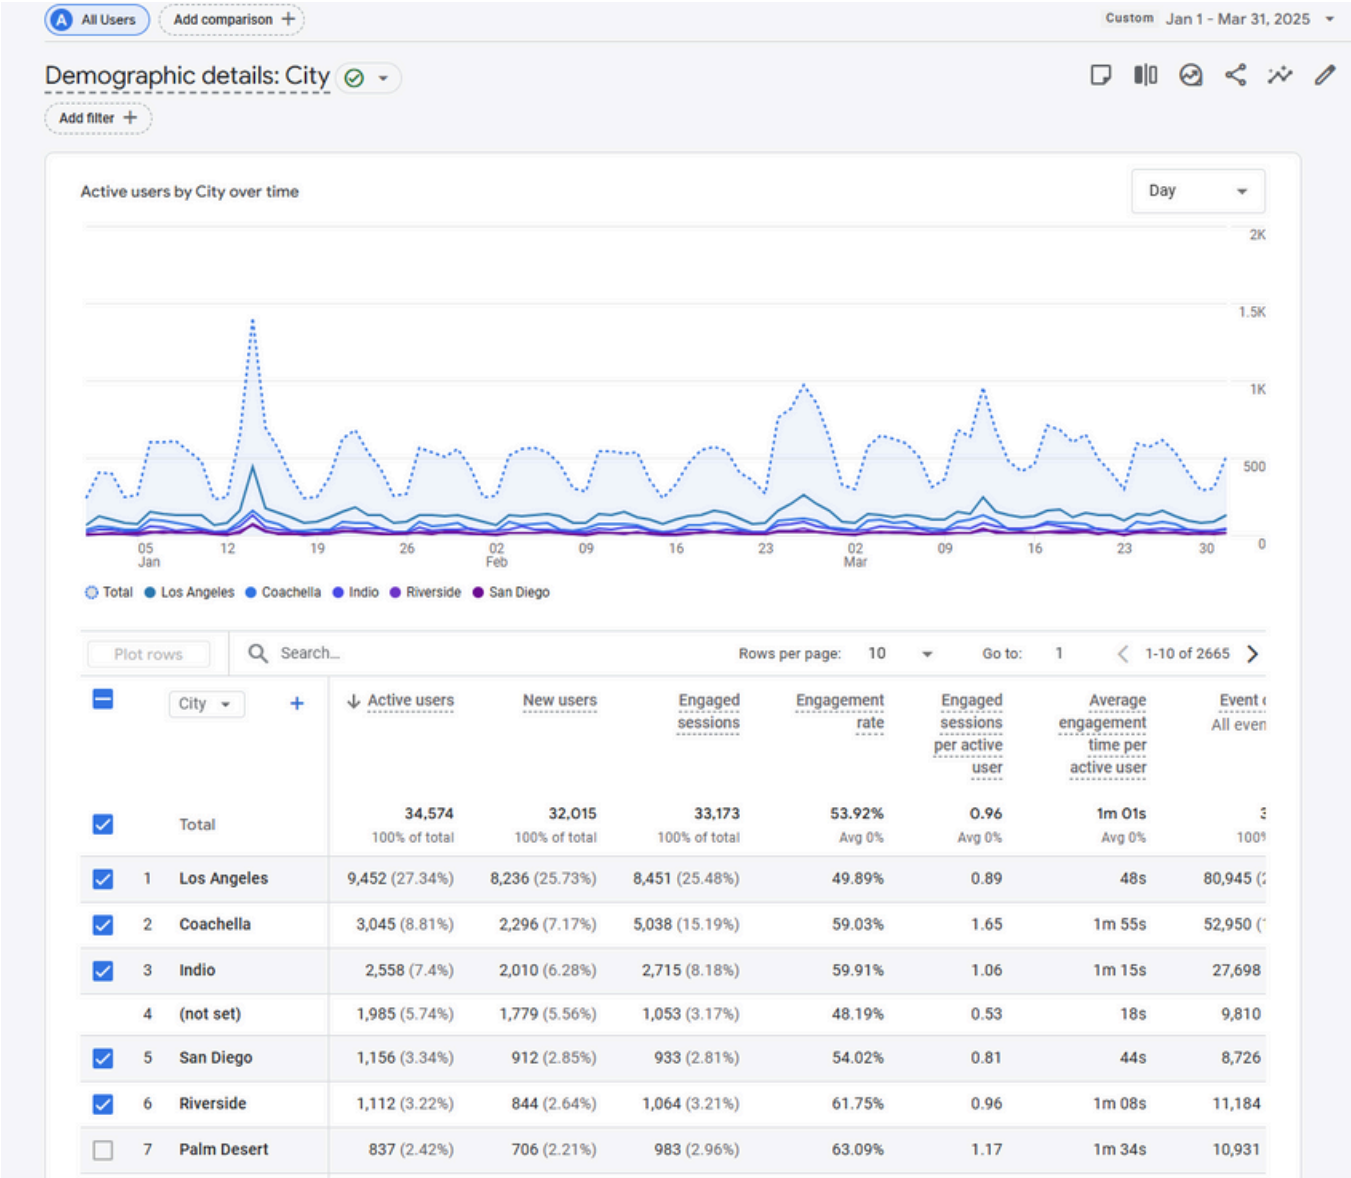 A All Users Add comparison + Custom Jan 1 - Mar 31, 2025
Demographic details: City
Add filter +
Active users by City over time Day
2K
1.5K
1K
500
0
05 12 19 26 02 09 16 23 02 09 16 23 30
Jan Feb Mar
Total Los Angeles Coachella Indio Riverside San Diego
Plot rows Search... Rows per page: 10 Go to: 1 1-10 of 2665
City + Active users New users Engaged Engagement Engaged Average Event
sessions rate sessions engagement All even
per active time per
user active user
Total 34,574 32,015 33,173 53.92% 0.96 1m 01s
100% of total 100% of total 100% of total Avg 0% Avg 0% Avg 0% 100%
1 Los Angeles 9,452 (27.34%) 8,236 (25.73%) 8,451 (25.48%) 49.89% 0.89 48s 80,945
2 Coachella 3,045 (8.81%) 2,296 (7.17%) 5,038 (15.19%) 59.03% 1.65 1m 55s 52,950
3 Indio 2,558 (7.4%) 2,010 (6.28%) 2,715 (8.18%) 59.91% 1.06 1m 15s 27,698
4 (not set) 1,985 (5.74%) 1,779 (5.56%) 1,053 (3.17%) 48.19% 0.53 18s 9,810
5 San Diego 1,156 (3.34%) 912 (2.85%) 933 (2.81%) 54.02% 0.81 44s 8,726
6 Riverside 1,112 (3.22%) 844 (2.64%) 1,064 (3.21%) 61.75% 0.96 1m 08s 11,184
7 Palm Desert 837 (2.42%) 706 (2.21%) 983 (2.96%) 63.09% 1.17 1m 34s 10,931